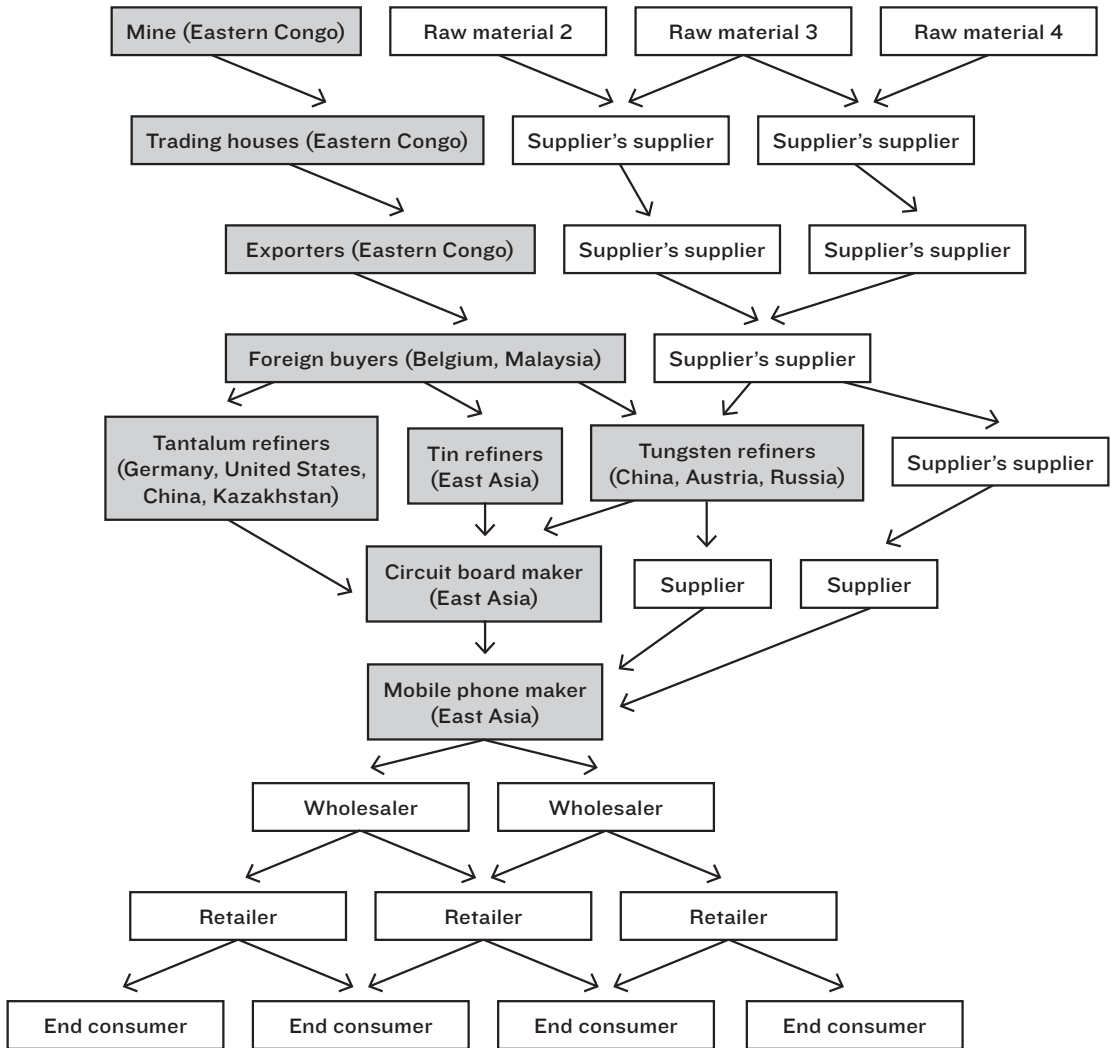 Mine (Eastern Congo)
Raw material 2
Raw material 3
Raw material 4
Trading houses (Eastern Congo)
Supplier’s supplier
Supplier’s supplier
Exporters (Eastern Congo)
Supplier’s supplier
Supplier’s supplier
Foreign buyers (Belgium, Malaysia)
Supplier’s supplier
Tantalum refiners
(Germany, United States,
China, Kazakhstan)
Tin refiners
(East Asia)
Tungsten refiners
(China, Austria, Russia)
Supplier’s supplier
Circuit board maker
(East Asia)
Supplier
Supplier
Mobile phone maker
(East Asia)
Wholesaler
Wholesaler
Retailer
Retailer
Retailer
End consumer
End consumer
End consumer
End consumer